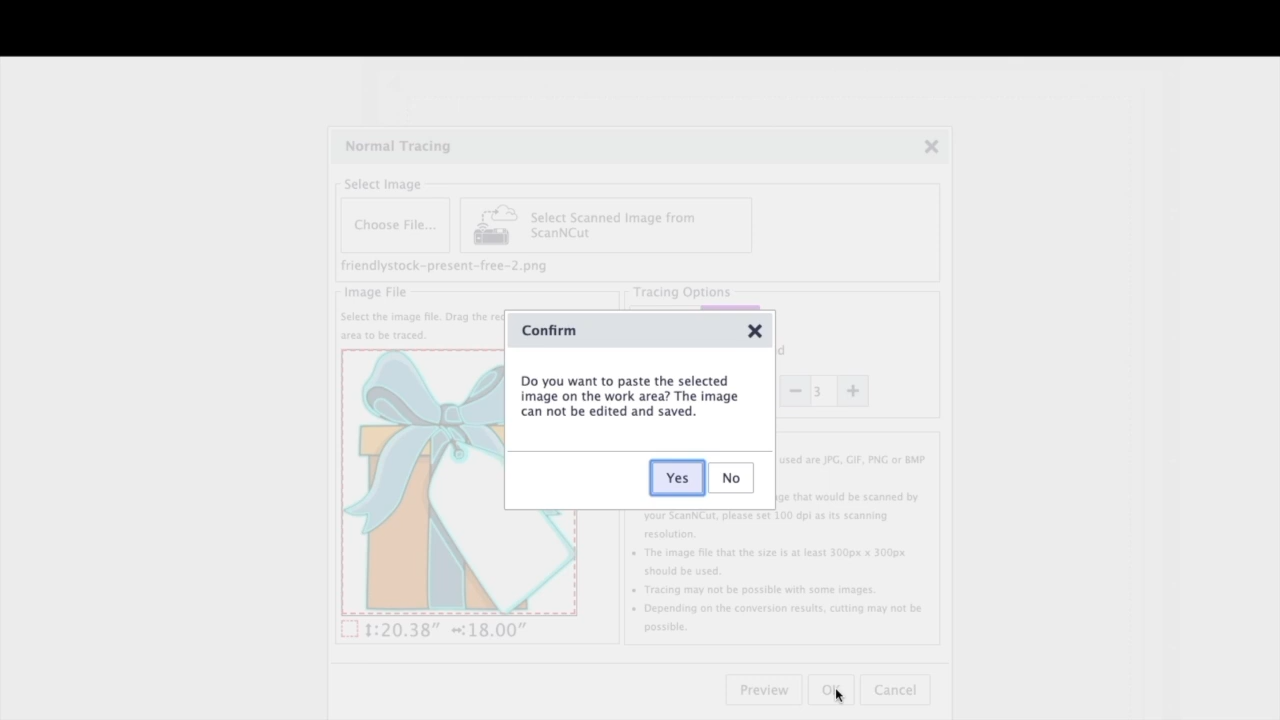 Normal Tracing
Select Image
Choose File...
Select Scanned Image from
ScanNCut
friendlystock-present-free-2.png
Image File
Select the image file. Drag the
area to be traced.
↕:20.38” ↔:18.00”
Tracing Options
3
Confirm
Do you want to paste the selected
image on the work area? The image
can not be edited and saved.
Yes
No
used are JPG, GIF, PNG or BMP
that would be scanned by
your ScanNCut, please set 100 dpi as its scanning
resolution.
• The image file that the size is at least 300px x 300px
should be used.
• Tracing may not be possible with some images.
• Depending on the conversion results, cutting may not be
possible.
Preview
OK
Cancel